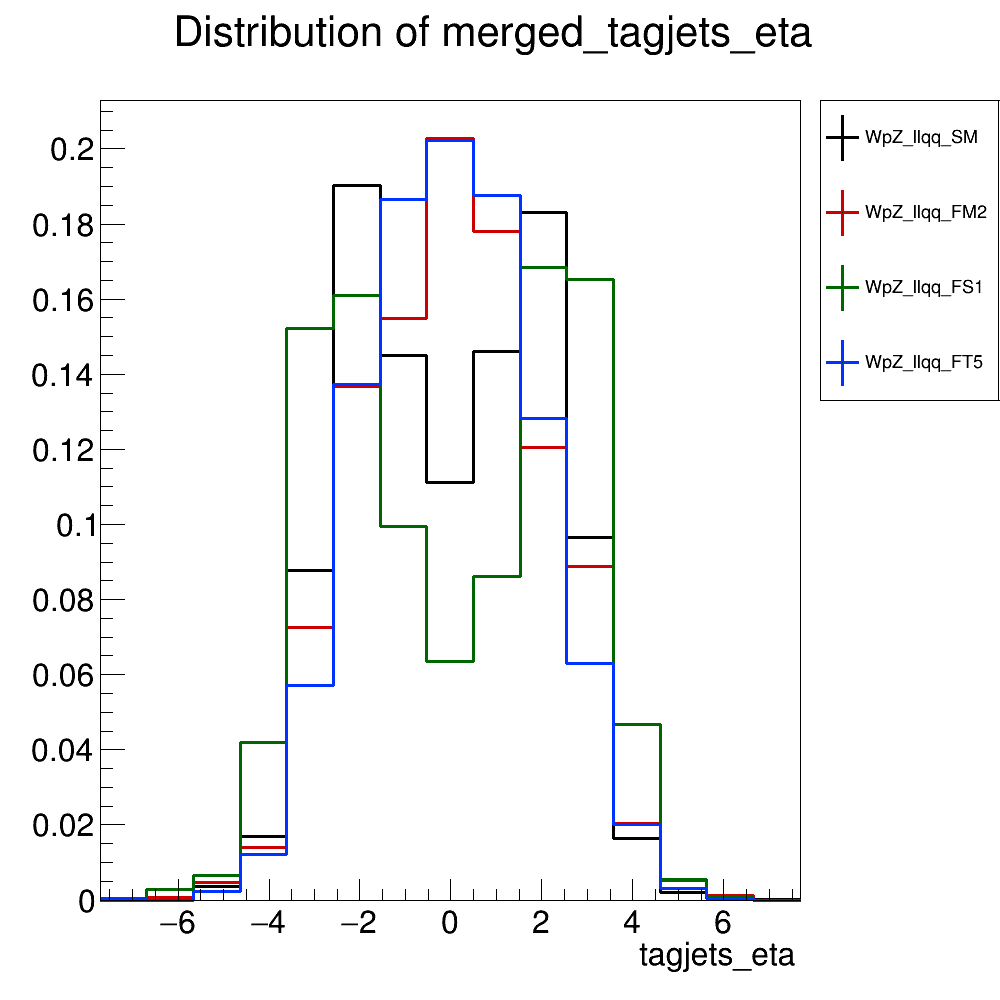 Distribution of merged_tagjets_eta
0.2
0.18
0.16
0.14
0.12
0.1
0.08
0.06
0.04
0.02
0
−6 −4 −2 0 2 4 6
tagjets_eta
WpZ_llqq_SM
WpZ_llqq_FM2
WpZ_llqq_FS1
WpZ_llqq_FT5